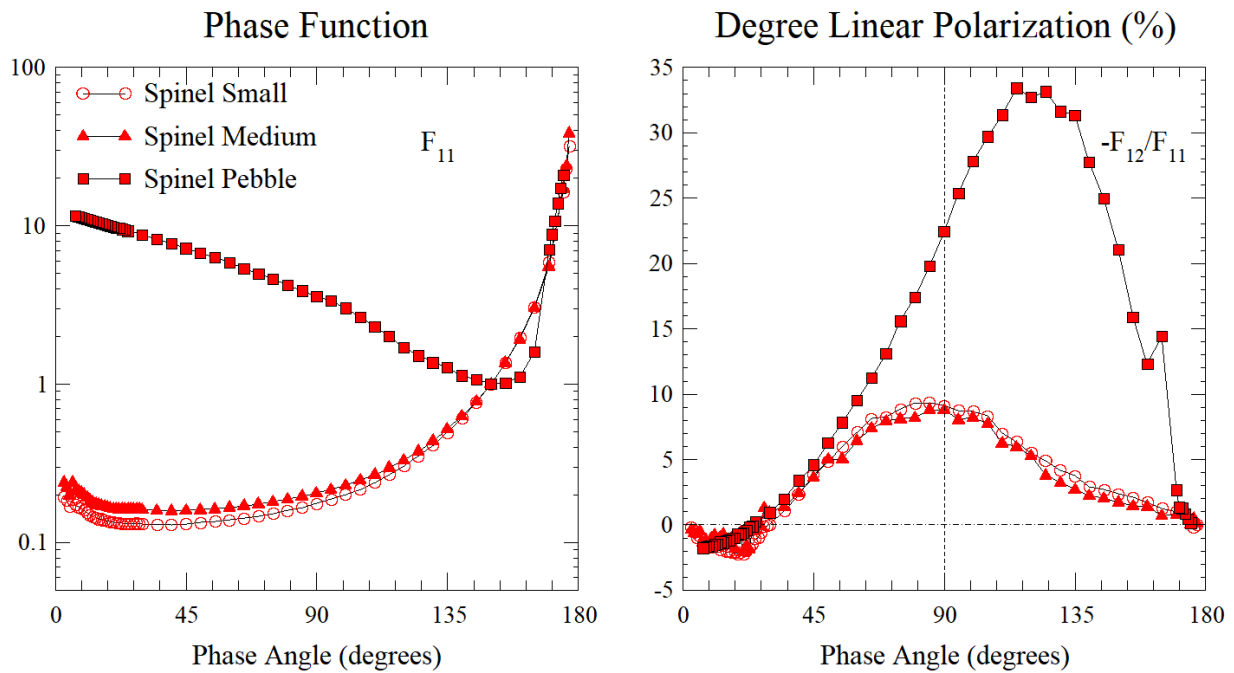 Phase Function
100
10
1
0.1
Spinel Small
Spinel Medium
Spinel Pebble
F₁₁
0 45 90 135 180
Phase Angle (degrees)
Degree Linear Polarization (%)
35
30
25
20
15
10
5
0
-5
-F₁₂/F₁₁
0 45 90 135 180
Phase Angle (degrees)